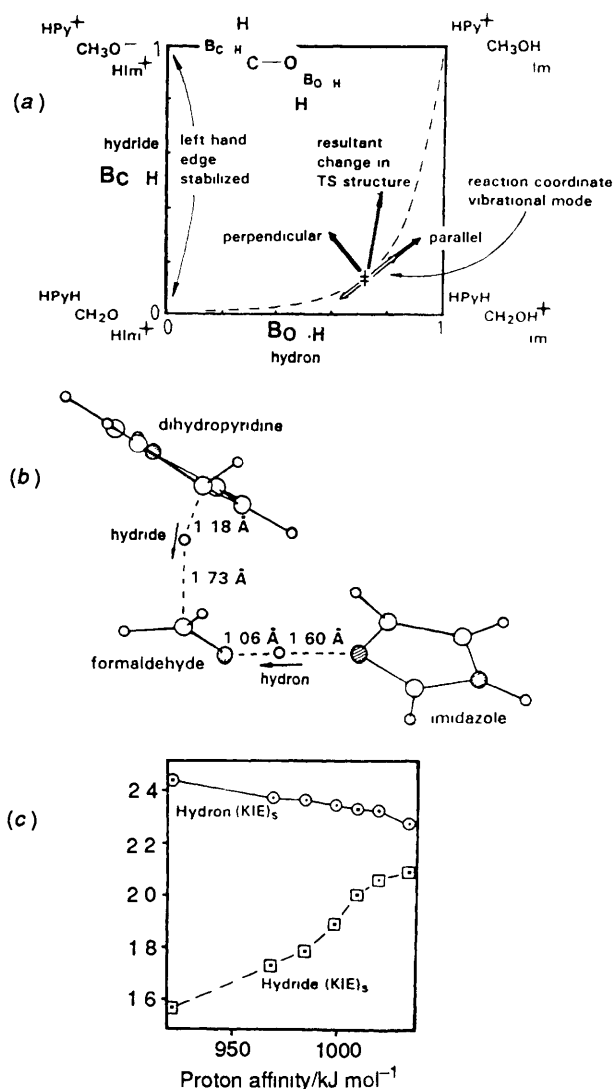 (a)
HPy+
CH3O−
HIm+
1
H
BC H
C—O
BO H
H
HPy+
CH3OH
Im
hydride
BC H
left hand
edge
stabilized
resultant
change in
TS structure
reaction coordinate
vibrational mode
perpendicular
parallel
‡
HPyH
CH2O
HIm+
0
0
BO H
hydron
1
HPyH
CH2OH+
Im
(b)
dihydropyridine
hydride
1 18 Å
1 73 Å
formaldehyde
1 06 Å
1 60 Å
hydron
imidazole
(c)
2 4
2 2
2 0
1 8
1 6
Hydron (KIE)s
Hydride (KIE)s
950
1000
Proton affinity/kJ mol−1